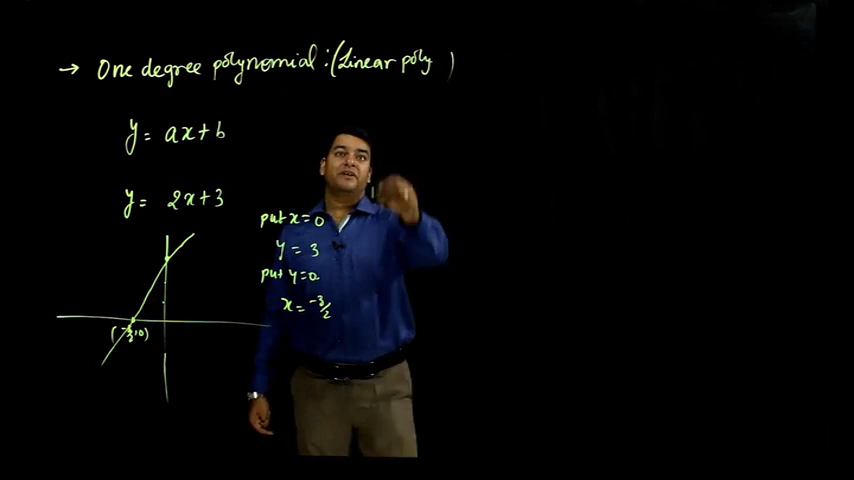 → One degree polynomial :(Linear poly )
y = ax+b
y = 2x+3
put x=0
y = 3
put y=0
x = -3/2
(-3/2,0)